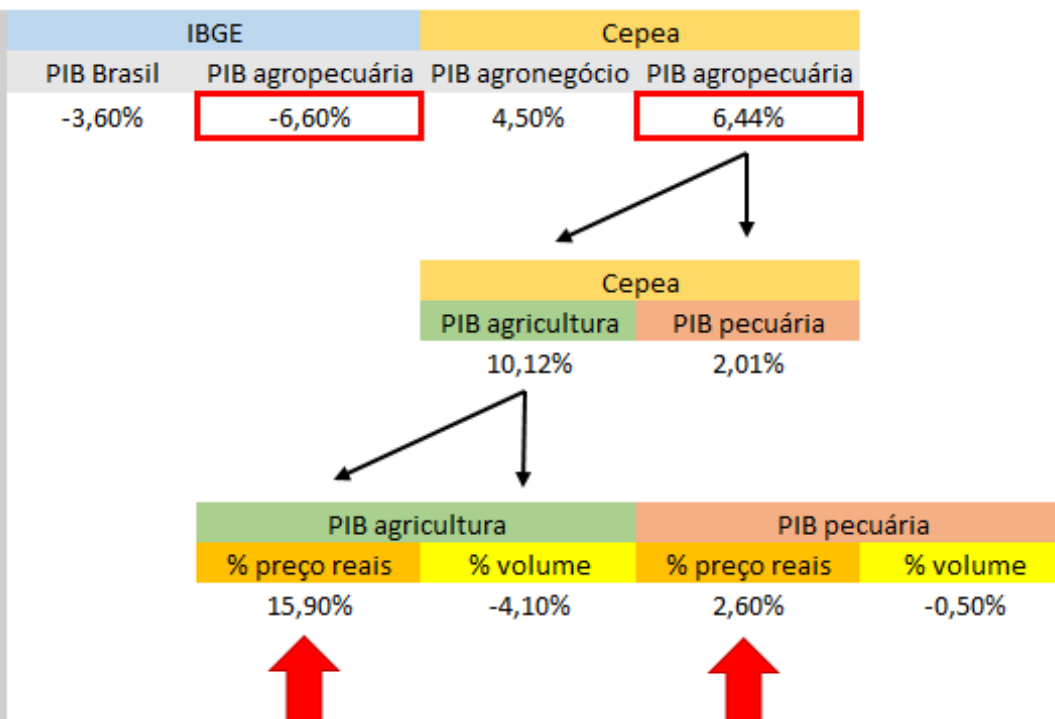 IBGE Cepea
PIB Brasil PIB agropecuária PIB agronegócio PIB agropecuária
-3,60% -6,60% 4,50% 6,44%
Cepea
PIB agricultura PIB pecuária
10,12% 2,01%
PIB agricultura PIB pecuária
% preço reais % volume % preço reais % volume
15,90% -4,10% 2,60% -0,50%